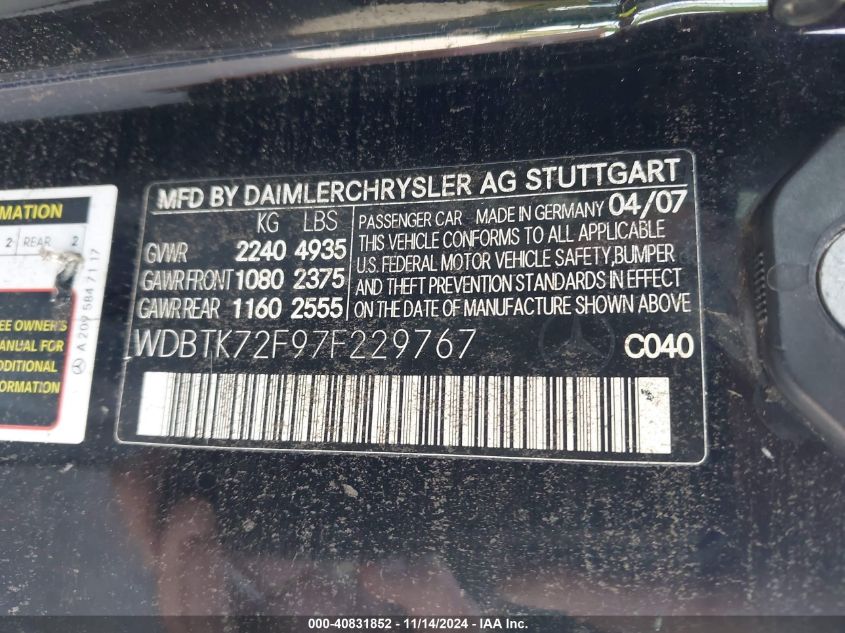 MFD BY DAIMLERCHRYSLER AG STUTTGART
KG LBS
GVWR 2240 4935
GAWR FRONT 1080 2375
GAWR REAR 1160 2555
PASSENGER CAR MADE IN GERMANY 04/07
THIS VEHICLE CONFORMS TO ALL APPLICABLE
U.S. FEDERAL MOTOR VEHICLE SAFETY,BUMPER
AND THEFT PREVENTION STANDARDS IN EFFECT
ON THE DATE OF MANUFACTURE SHOWN ABOVE
WDBTK72F97F229767 C040
MATION
2 REAR 2
A 209 584 71 17
EE OWNER'S
ANUAL FOR
DDITIONAL
FORMATION
000-40831852 - 11/14/2024 - © IAA Inc.